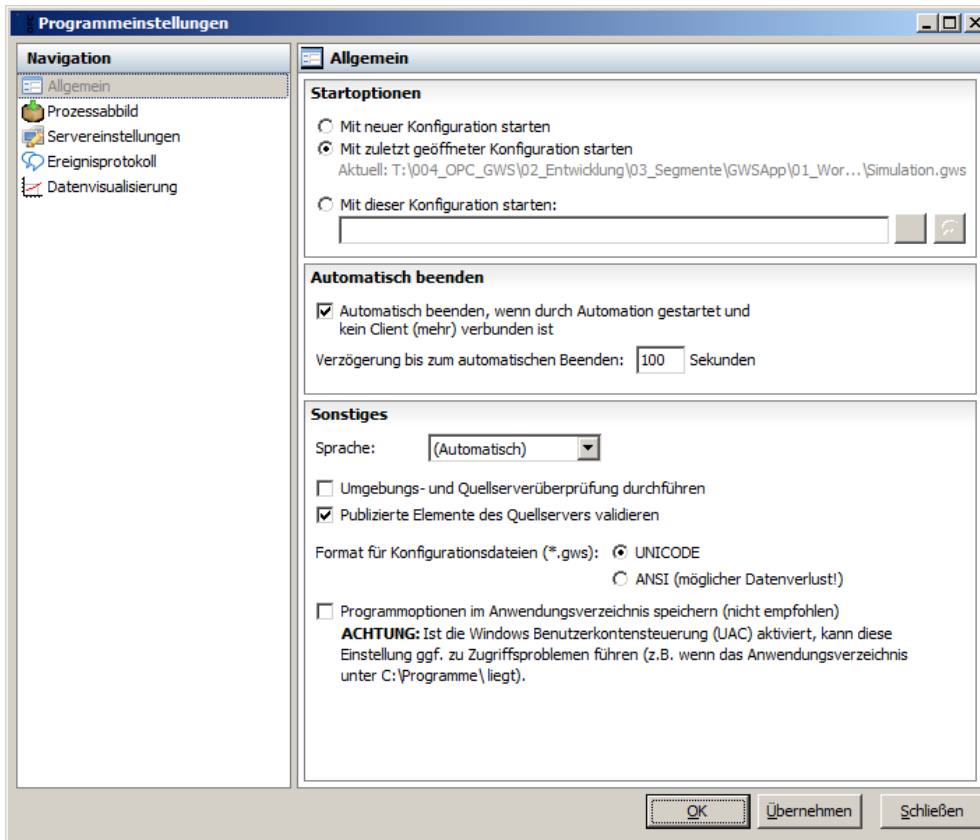 Programmeinstellungen
Navigation
Allgemein
Prozessabbild
Servereinstellungen
Ereignisprotokoll
Datenvisualisierung
Allgemein
Startoptionen
Mit neuer Konfiguration starten
Mit zuletzt geöffneter Konfiguration starten
Aktuell: T:\004_OPC_GWS\02_Entwicklung\03_Segmente\GWSApp\01_Wor...\Simulation.gws
Mit dieser Konfiguration starten:
Automatisch beenden
Automatisch beenden, wenn durch Automation gestartet und
kein Client (mehr) verbunden ist
Verzögerung bis zum automatischen Beenden: 100 Sekunden
Sonstiges
Sprache: (Automatisch)
Umgebungs- und Quellserverüberprüfung durchführen
Publizierte Elemente des Quellservers validieren
Format für Konfigurationsdateien (*.gws): UNICODE
ANSI (möglicher Datenverlust!)
Programmoptionen im Anwendungsverzeichnis speichern (nicht empfohlen)
ACHTUNG: Ist die Windows Benutzerkontensteuerung (UAC) aktiviert, kann diese
Einstellung ggf. zu Zugriffsproblemen führen (z.B. wenn das Anwendungsverzeichnis
unter C:\Programme\ liegt).
OK Übernehmen Schließen